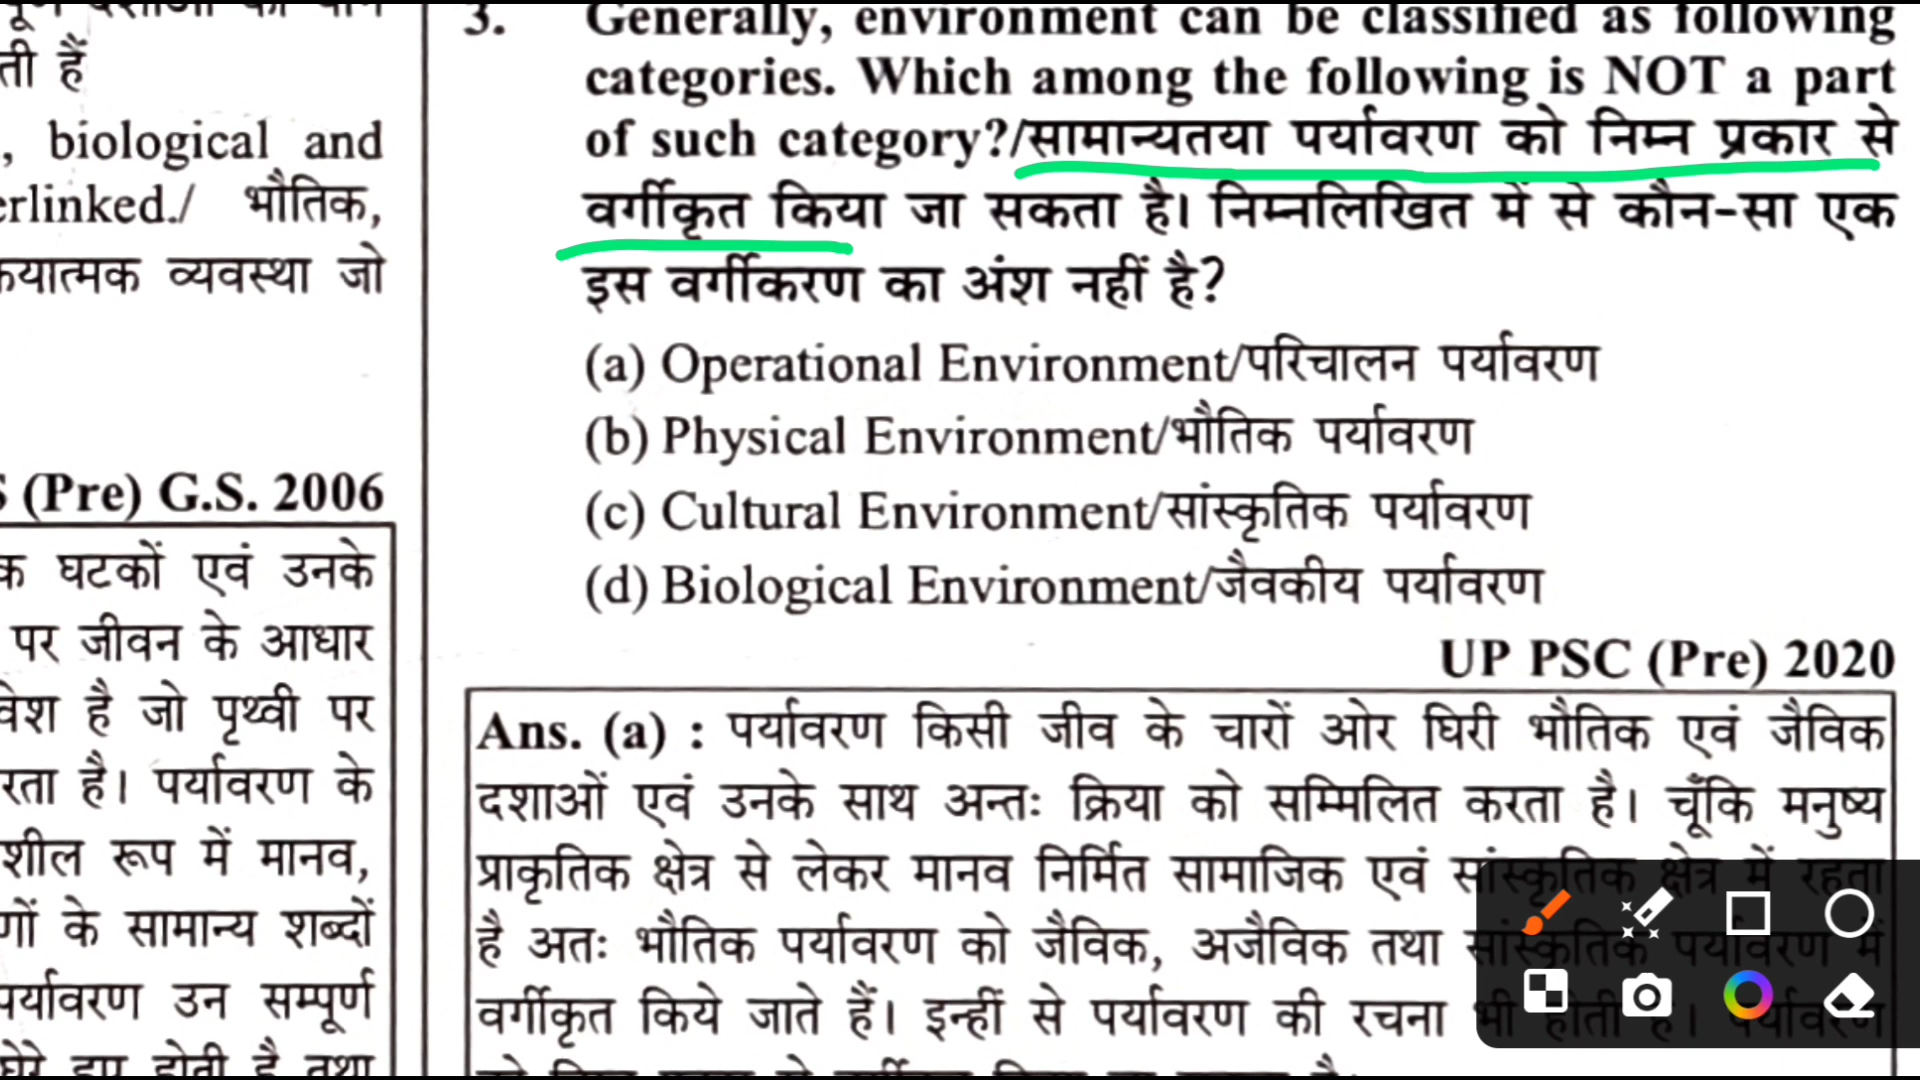 ती हैं
, biological and
erlinked./ भौतिक,
व्यवस्था जो
(Pre) G.S. 2006
घटकों एवं उनके
पर जीवन के आधार
है जो पृथ्वी पर
है। पर्यावरण के
शील रूप में मानव,
के सामान्य शब्दों
पर्यावरण उन सम्पूर्ण
3. Generally, environment can be classified as following
categories. Which among the following is NOT a part
of such category?/सामान्यतया पर्यावरण को निम्न प्रकार से
वर्गीकृत किया जा सकता है। निम्नलिखित में से कौन-सा एक
इस वर्गीकरण का अंश नहीं है?
(a) Operational Environment/परिचालन पर्यावरण
(b) Physical Environment/भौतिक पर्यावरण
(c) Cultural Environment/सांस्कृतिक पर्यावरण
(d) Biological Environment/जैवकीय पर्यावरण
UP PSC (Pre) 2020
Ans. (a) : पर्यावरण किसी जीव के चारों ओर घिरी भौतिक एवं जैविक
दशाओं एवं उनके साथ अन्तः क्रिया को सम्मिलित करता है। चूँकि मनुष्य
प्राकृतिक क्षेत्र से लेकर मानव निर्मित सामाजिक एवं सांस्कृतिक क्षेत्र में रहता
है अतः भौतिक पर्यावरण को जैविक, अजैविक तथा सांस्कृतिक पर्यावरण में
वर्गीकृत किये जाते हैं। इन्हीं से पर्यावरण की रचना भी होती है। पर्यावरण